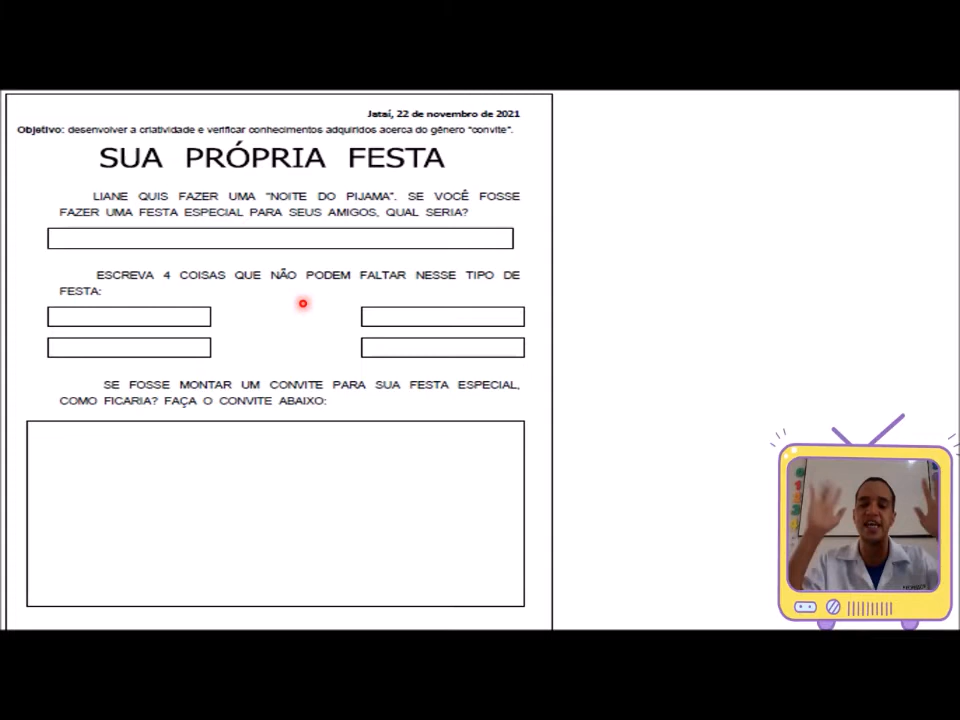 Jataí, 22 de novembro de 2021
Objetivo: desenvolver a criatividade e verificar conhecimentos adquiridos acerca do gênero "convite".
SUA PRÓPRIA FESTA
LIANE QUIS FAZER UMA "NOITE DO PIJAMA". SE VOCÊ FOSSE
FAZER UMA FESTA ESPECIAL PARA SEUS AMIGOS, QUAL SERIA?
ESCREVA 4 COISAS QUE NÃO PODEM FALTAR NESSE TIPO DE
FESTA:
SE FOSSE MONTAR UM CONVITE PARA SUA FESTA ESPECIAL,
COMO FICARIA? FAÇA O CONVITE ABAIXO: